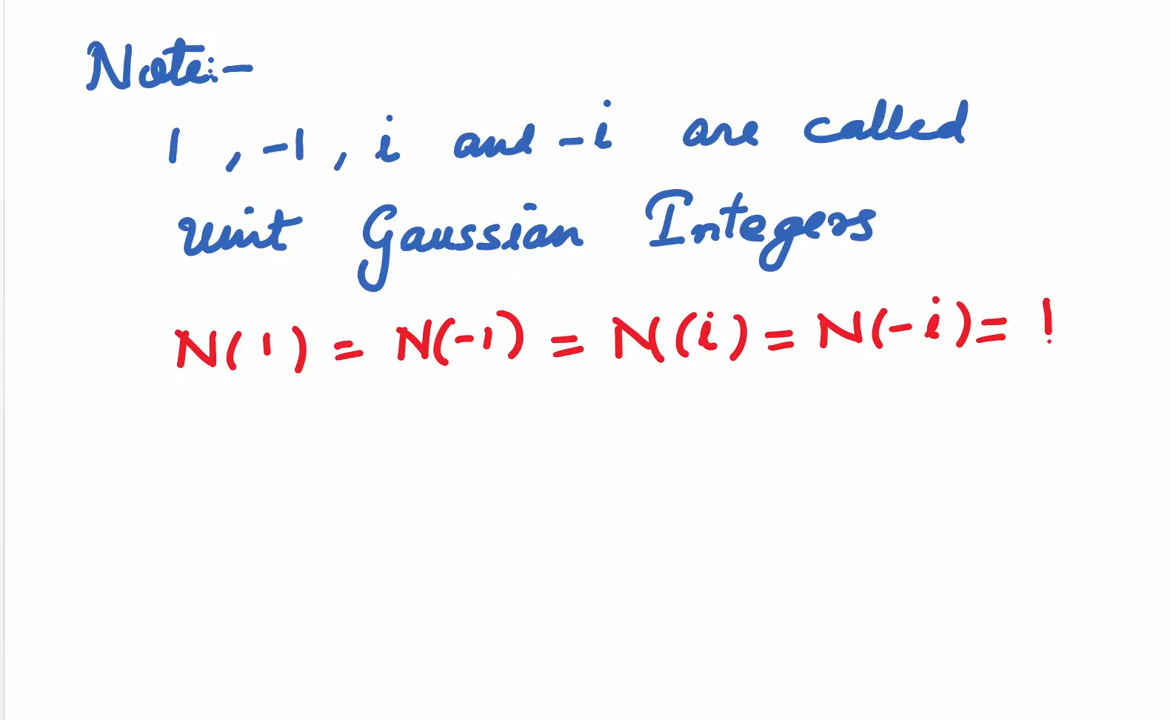 Note:-
1, -1, i and -i are called
unit Gaussian Integers
N(1) = N(-1) = N(i) = N(-i) = 1